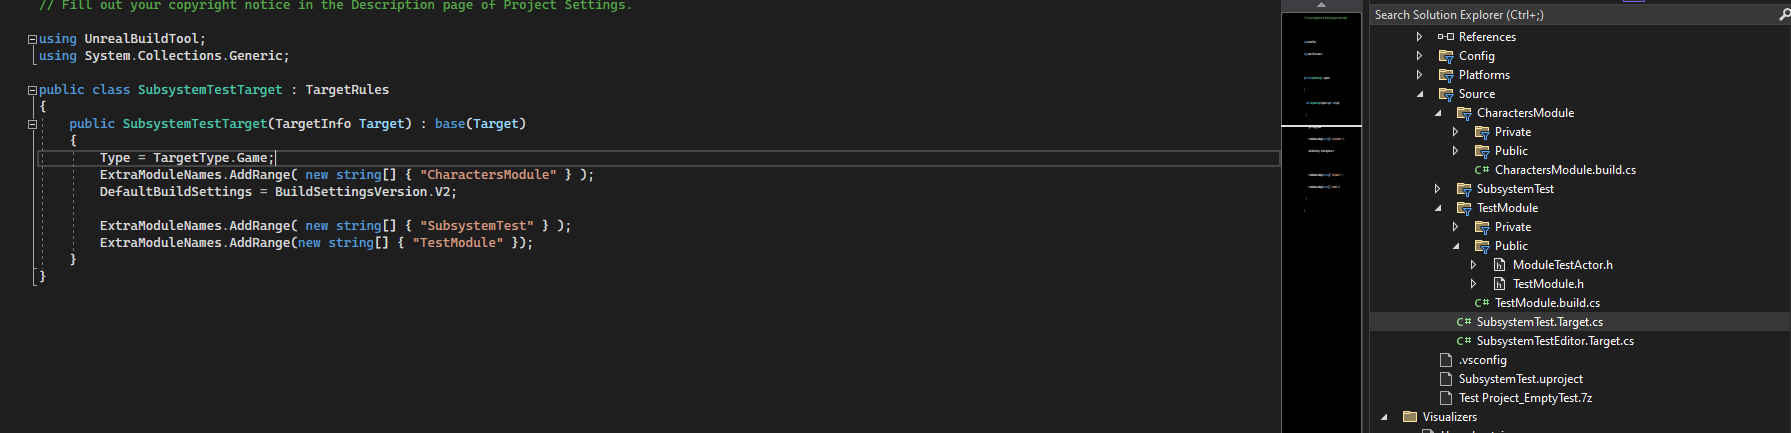 // Fill out your copyright notice in the Description page of Project Settings.
using UnrealBuildTool;
using System.Collections.Generic;
public class SubsystemTestTarget : TargetRules
{
public SubsystemTestTarget(TargetInfo Target) : base(Target)
{
Type = TargetType.Game;
ExtraModuleNames.AddRange( new string[] { "CharactersModule" } );
DefaultBuildSettings = BuildSettingsVersion.V2;
ExtraModuleNames.AddRange( new string[] { "SubsystemTest" } );
ExtraModuleNames.AddRange(new string[] { "TestModule" });
}
}
Search Solution Explorer (Ctrl+;)
References
Config
Platforms
Source
CharactersModule
Private
Public
C# CharactersModule.build.cs
SubsystemTest
TestModule
Private
Public
h ModuleTestActor.h
h TestModule.h
C# TestModule.build.cs
C# SubsystemTest.Target.cs
C# SubsystemTestEditor.Target.cs
.vsconfig
SubsystemTest.uproject
Test Project_EmptyTest.7z
Visualizers